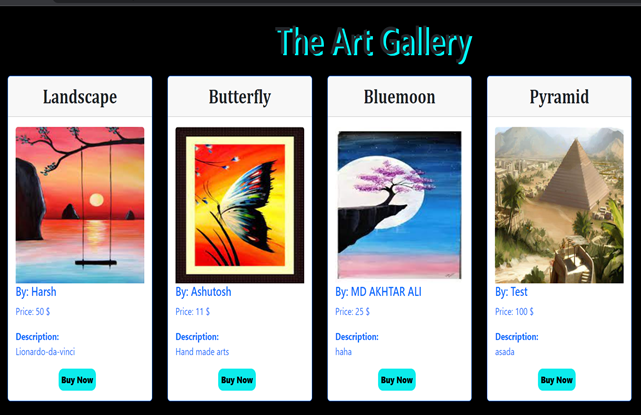 The Art Gallery
Landscape
By: Harsh
Price: 50 $
Description:
Lionardo-da-vinci
Buy Now
Butterfly
By: Ashutosh
Price: 11 $
Description:
Hand made arts
Buy Now
Bluemoon
By: MD AKHTAR ALI
Price: 25 $
Description:
haha
Buy Now
Pyramid
By: Test
Price: 100 $
Description:
asada
Buy Now